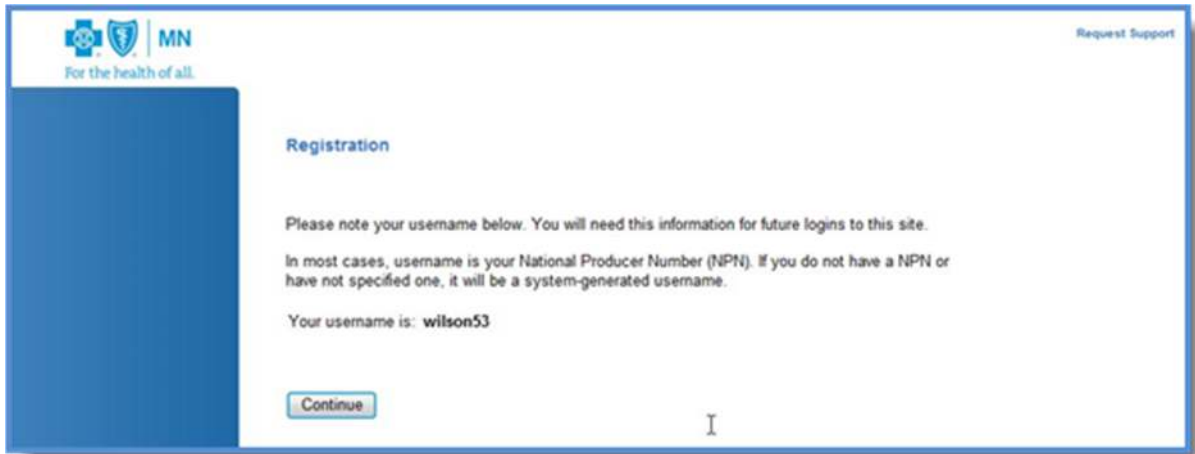 MN
Request Support
For the health of all.
Registration
Please note your username below. You will need this information for future logins to this site.
In most cases, username is your National Producer Number (NPN). If you do not have a NPN or
have not specified one, it will be a system-generated username.
Your username is: wilson53
Continue